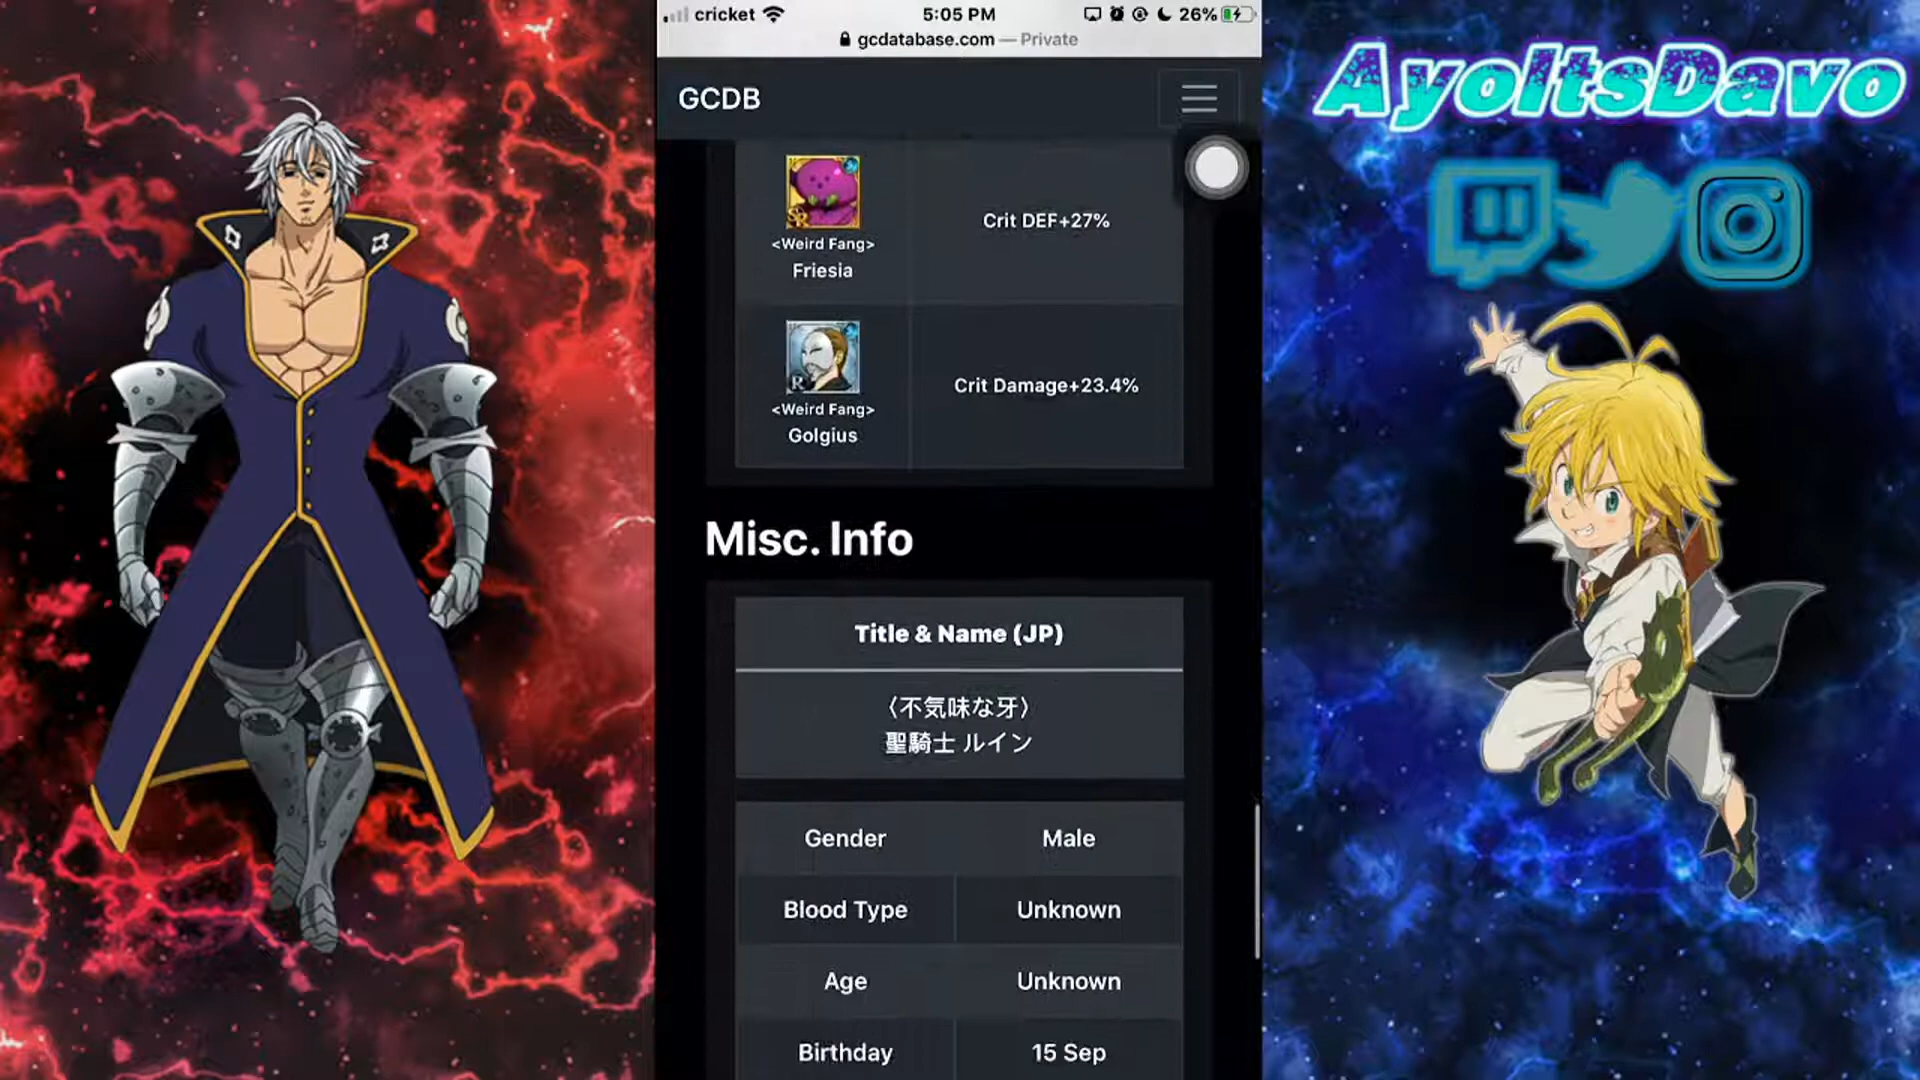 cricket
5:05 PM
26%
gcdatabase.com — Private
GCDB
AyoItsDavo
SR
<Weird Fang>
Friesia
Crit DEF+27%
R
<Weird Fang>
Golgius
Crit Damage+23.4%
Misc. Info
Title & Name (JP)
〈不気味な牙〉
聖騎士 ルイン
Gender Male
Blood Type Unknown
Age Unknown
Birthday 15 Sep